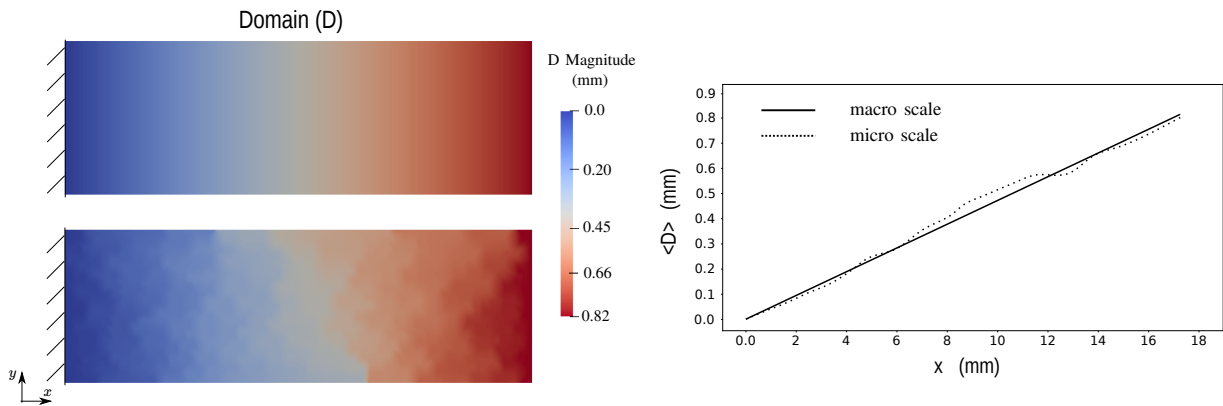 Domain (D)
D Magnitude
(mm)
0.0
0.20
0.45
0.66
0.82
y
x
0.9
0.8
0.7
0.6
0.5
0.4
0.3
0.2
0.1
0.0
<D> (mm)
macro scale
micro scale
0.0 2 4 6 8 10 12 14 16 18
x (mm)